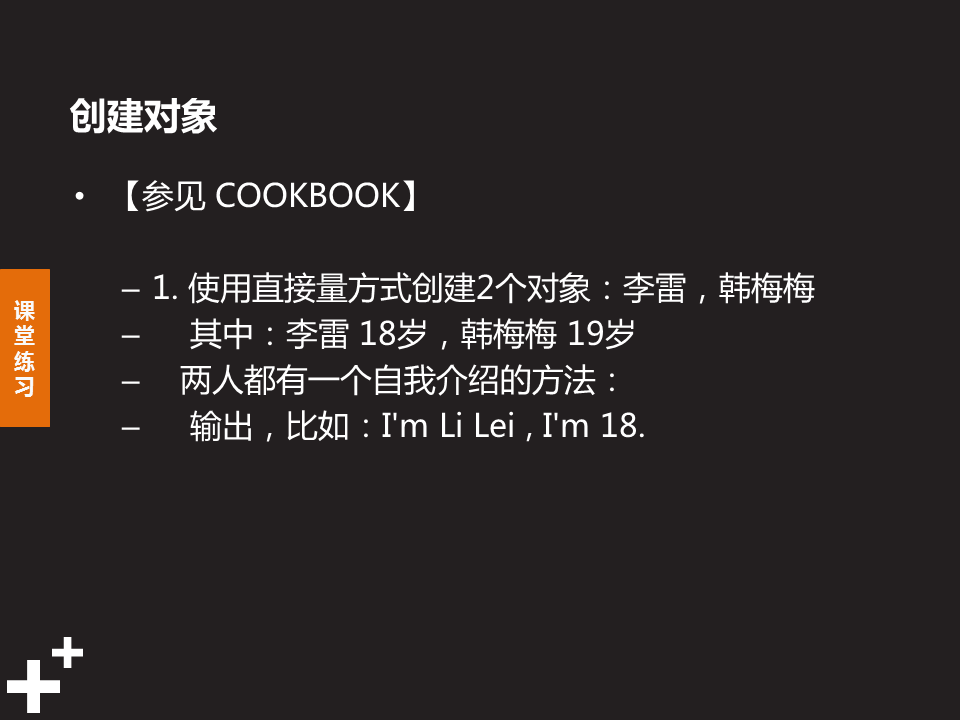 创建对象
• 【参见 COOKBOOK】
– 1. 使用直接量方式创建2个对象：李雷，韩梅梅
– 其中：李雷 18岁，韩梅梅 19岁
– 两人都有一个自我介绍的方法：
– 输出，比如：I'm Li Lei , I'm 18.
课
堂
练
习